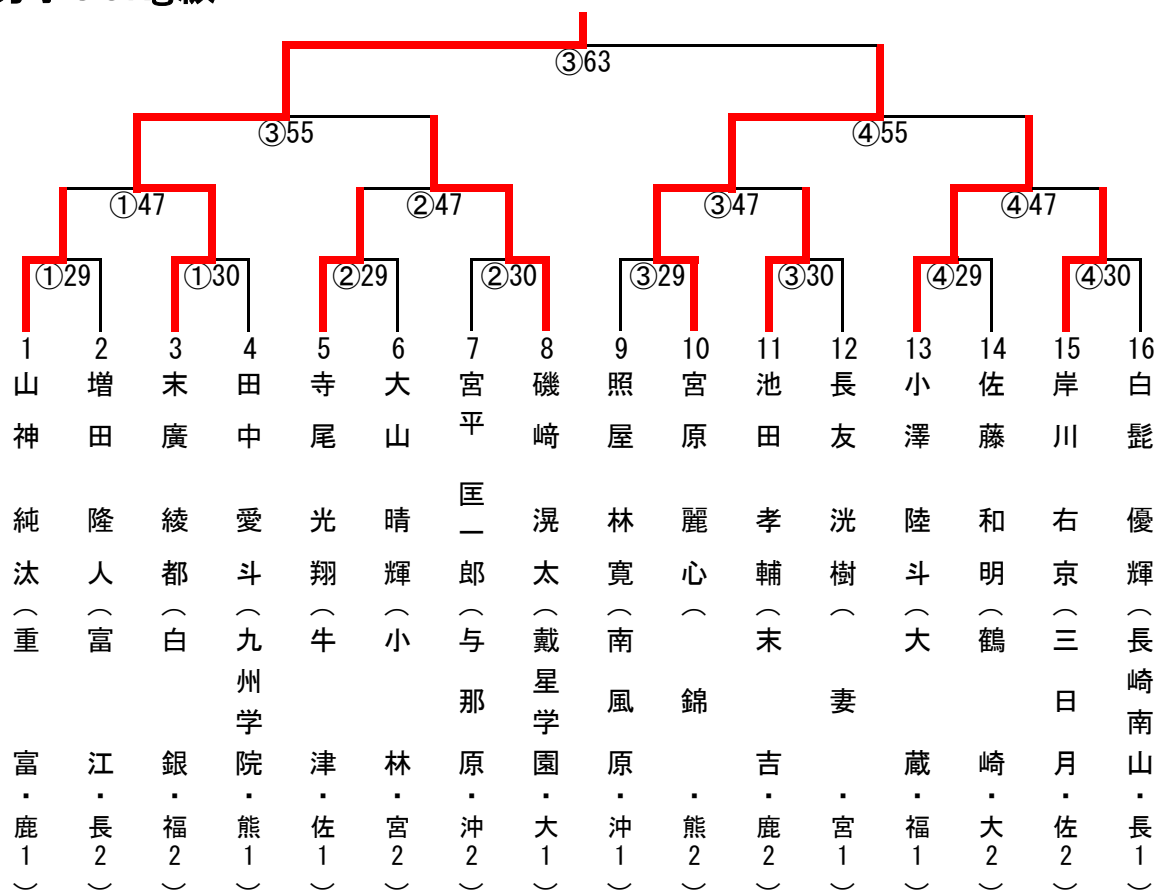 ③63
③55
④55
①47
②47
③47
④47
①29
①30
②29
②30
③29
③30
④29
④30
1 山神 純汰（重富・鹿1）
2 増田 隆人（富江・長2）
3 末廣 綾都（白銀・福2）
4 田中 愛斗（九州学院・熊1）
5 寺尾 光翔（牛津・佐1）
6 大山 晴輝（小林・宮2）
7 宮平 匡一郎（与那原・沖2）
8 磯﨑 滉太（戴星学園・大1）
9 照屋 林寛（南風原・沖1）
10 宮原 麗心（錦・熊2）
11 池田 孝輔（末吉・鹿2）
12 長友 洸樹（妻・宮1）
13 小澤 陸斗（大蔵・福1）
14 佐藤 和明（鶴崎・大2）
15 岸川 右京（三日月・佐2）
16 白髭 優輝（長崎南山・長1）